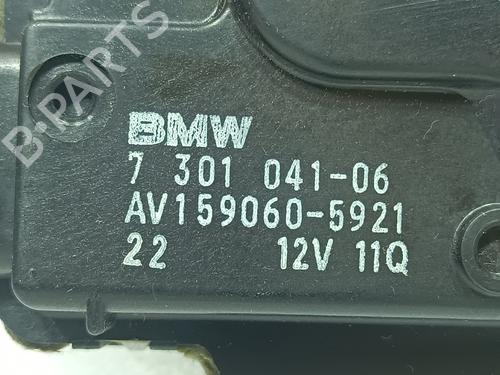 B-PARTS
BMW
7 301 041-06
AV159060-5921
22 12V 11Q